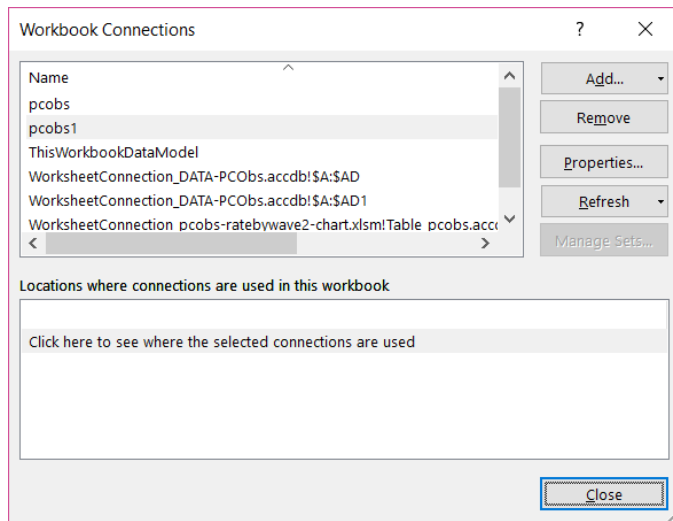 Workbook Connections
?
Name
pcobs
pcobs1
ThisWorkbookDataModel
WorksheetConnection_DATA-PCObs.accdb!$A:$AD
WorksheetConnection_DATA-PCObs.accdb!$A:$AD1
WorksheetConnection_pcobs-ratebywave2-chart.xlsm!Table_pcobs.accc
Add...
Remove
Properties...
Refresh
Manage Sets...
Locations where connections are used in this workbook
Click here to see where the selected connections are used
Close